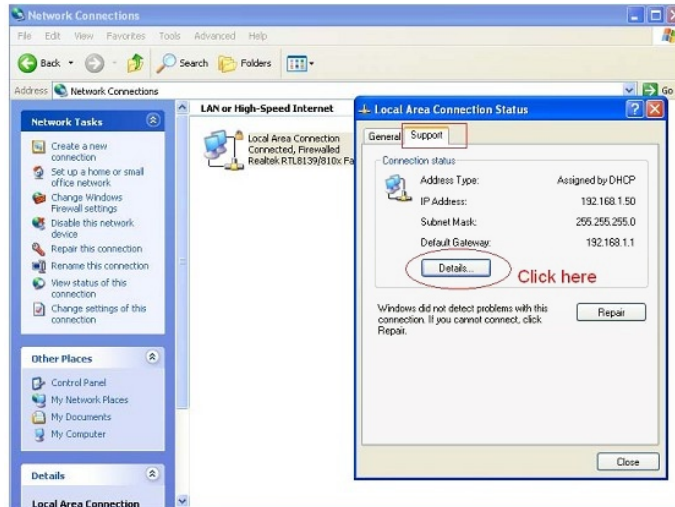 Network Connections
File Edit View Favorites Tools Advanced Help
Back Search Folders
Address Network Connections Go
Network Tasks
Create a new
connection
Set up a home or small
office network
Change Windows
Firewall settings
Disable this network
device
Repair this connection
Rename this connection
View status of this
connection
Change settings of this
connection
Other Places
Control Panel
My Network Places
My Documents
My Computer
Details
Local Area Connection
LAN or High-Speed Internet
Local Area Connection
Connected, Firewalled
Realtek RTL8139/810x Fa
Local Area Connection Status
General Support
Connection status
Address Type: Assigned by DHCP
IP Address: 192.168.1.50
Subnet Mask: 255.255.255.0
Default Gateway: 192.168.1.1
Details...
Click here
Windows did not detect problems with this
connection. If you cannot connect, click
Repair.
Repair
Close